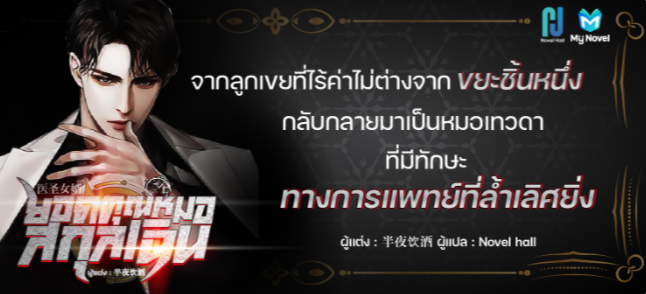 Novel hall
My Novel
จากลูกเขยที่ไร้ค่าไม่ต่างจาก ขยะชิ้นหนึ่ง
กลับกลายมาเป็นหมอเทวดา
ที่มีทักษะ
ทางการแพทย์ที่ล้ำเลิศยิ่ง
ผู้แต่ง : 半夜饮酒 ผู้แปล : Novel hall
医圣女婿
ยอดคุณหมอ
สกุลเฉิน
ผู้แต่ง : 半夜饮酒